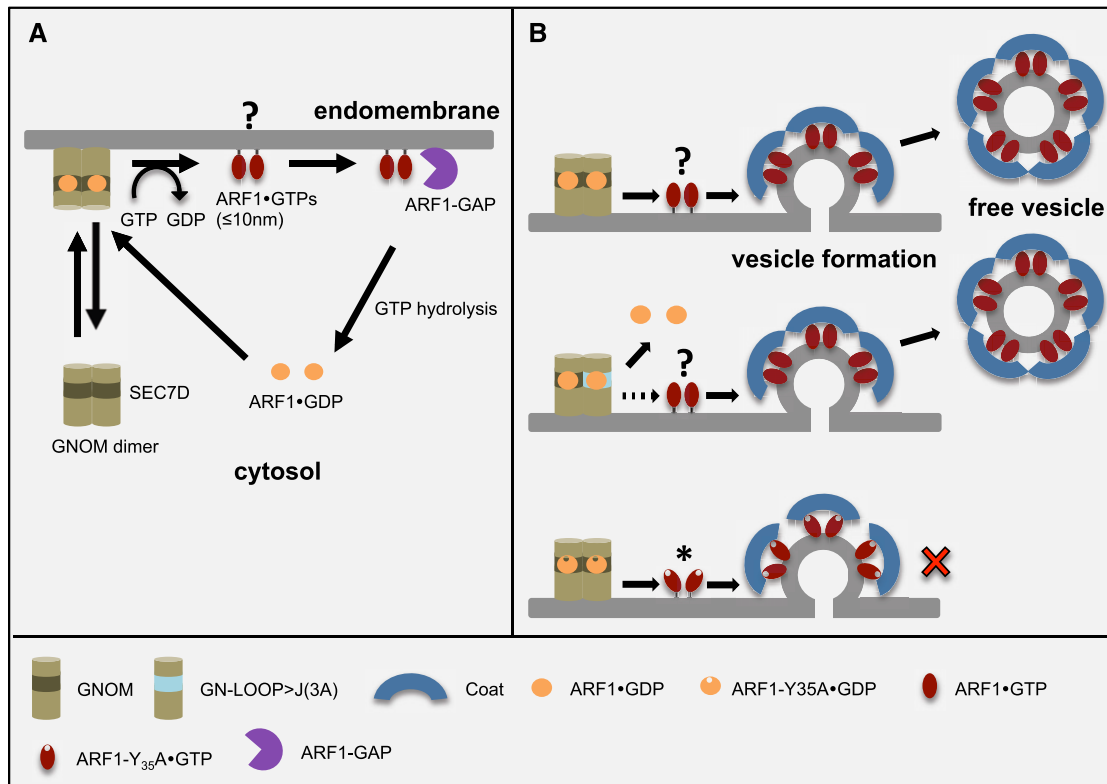 A
?
endomembrane
GTP GDP
ARF1•GTPs
(≤10nm)
ARF1-GAP
GTP hydrolysis
SEC7D
ARF1•GDP
GNOM dimer
cytosol
B
?
free vesicle
vesicle formation
?
*
GNOM
GN-LOOP>J(3A)
Coat
ARF1•GDP
ARF1-Y35A•GDP
ARF1•GTP
ARF1-Y₃₅A•GTP
ARF1-GAP